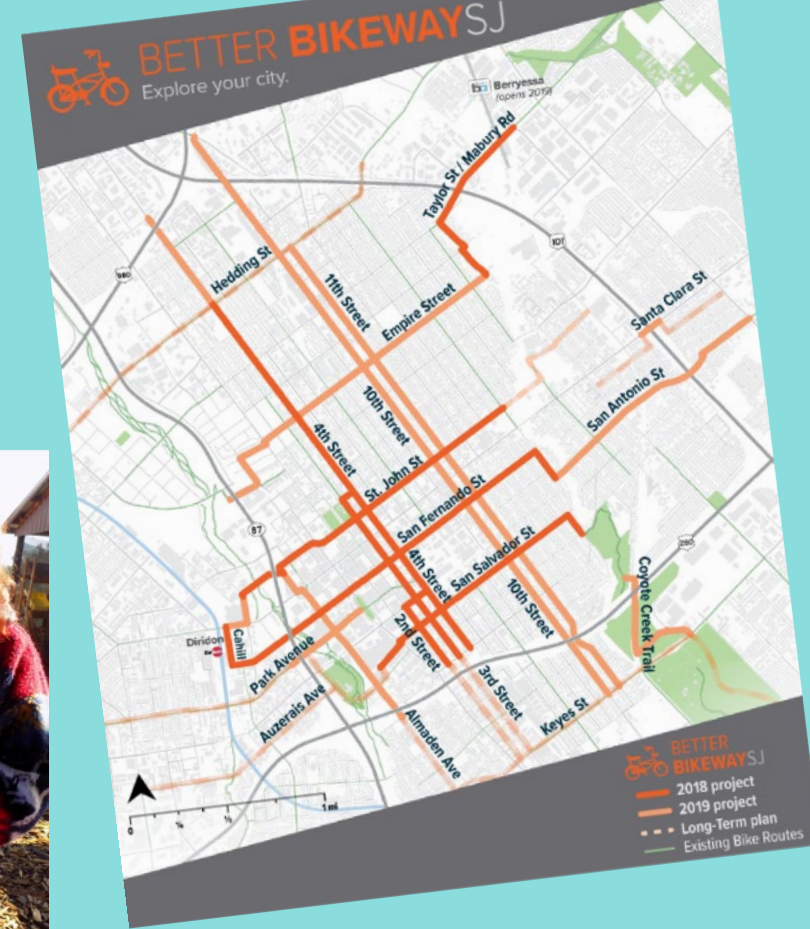 BETTER BIKEWAYSJ
Explore your city.
Berryessa
(opens 2019)
Taylor St / Mabury Rd
101
880
Hedding St
11th Street
Empire Street
Santa Clara St
San Antonio St
10th Street
4th Street
St. John St
San Fernando St
87
4th Street
San Salvador St
280
10th Street
Coyote Creek Trail
Diridon
Cahill
2nd Street
Park Avenue
3rd Street
Auzerais Ave
Almaden Ave
Keyes St
0
1 mi
BETTER
BIKEWAYSJ
2018 project
2019 project
Long-Term plan
Existing Bike Routes